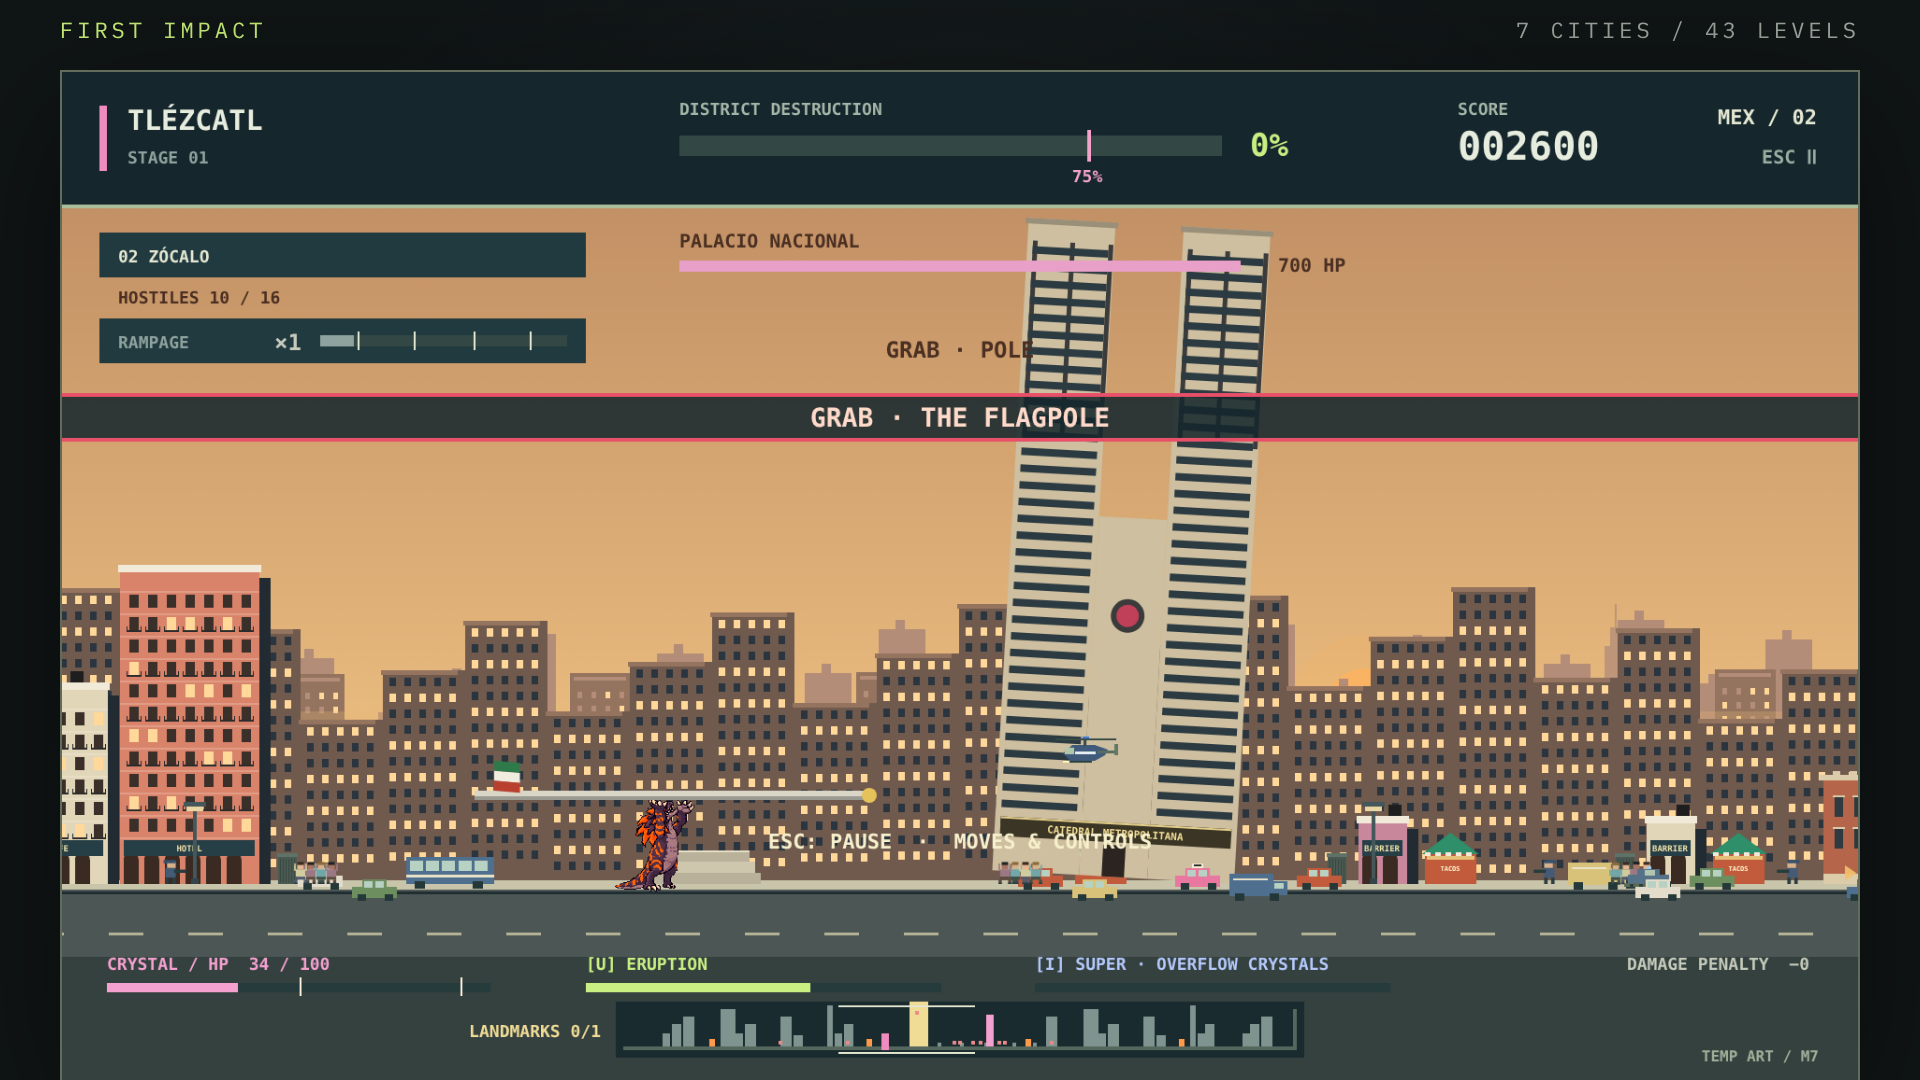 FIRST IMPACT
7 CITIES / 43 LEVELS
TLÉZCATL
STAGE 01
DISTRICT DESTRUCTION
0%
75%
SCORE
002600
MEX / 02
ESC II
02 ZÓCALO
HOSTILES 10 / 16
RAMPAGE ×1
PALACIO NACIONAL
700 HP
GRAB · POLE
GRAB · THE FLAGPOLE
CATEDRAL METROPOLITANA
ESC: PAUSE · MOVES & CONTROLS
HOTEL
BARRIER
TACOS
BARRIER
TACOS
CRYSTAL / HP 34 / 100
[U] ERUPTION
[I] SUPER · OVERFLOW CRYSTALS
DAMAGE PENALTY −0
LANDMARKS 0/1
TEMP ART / M7